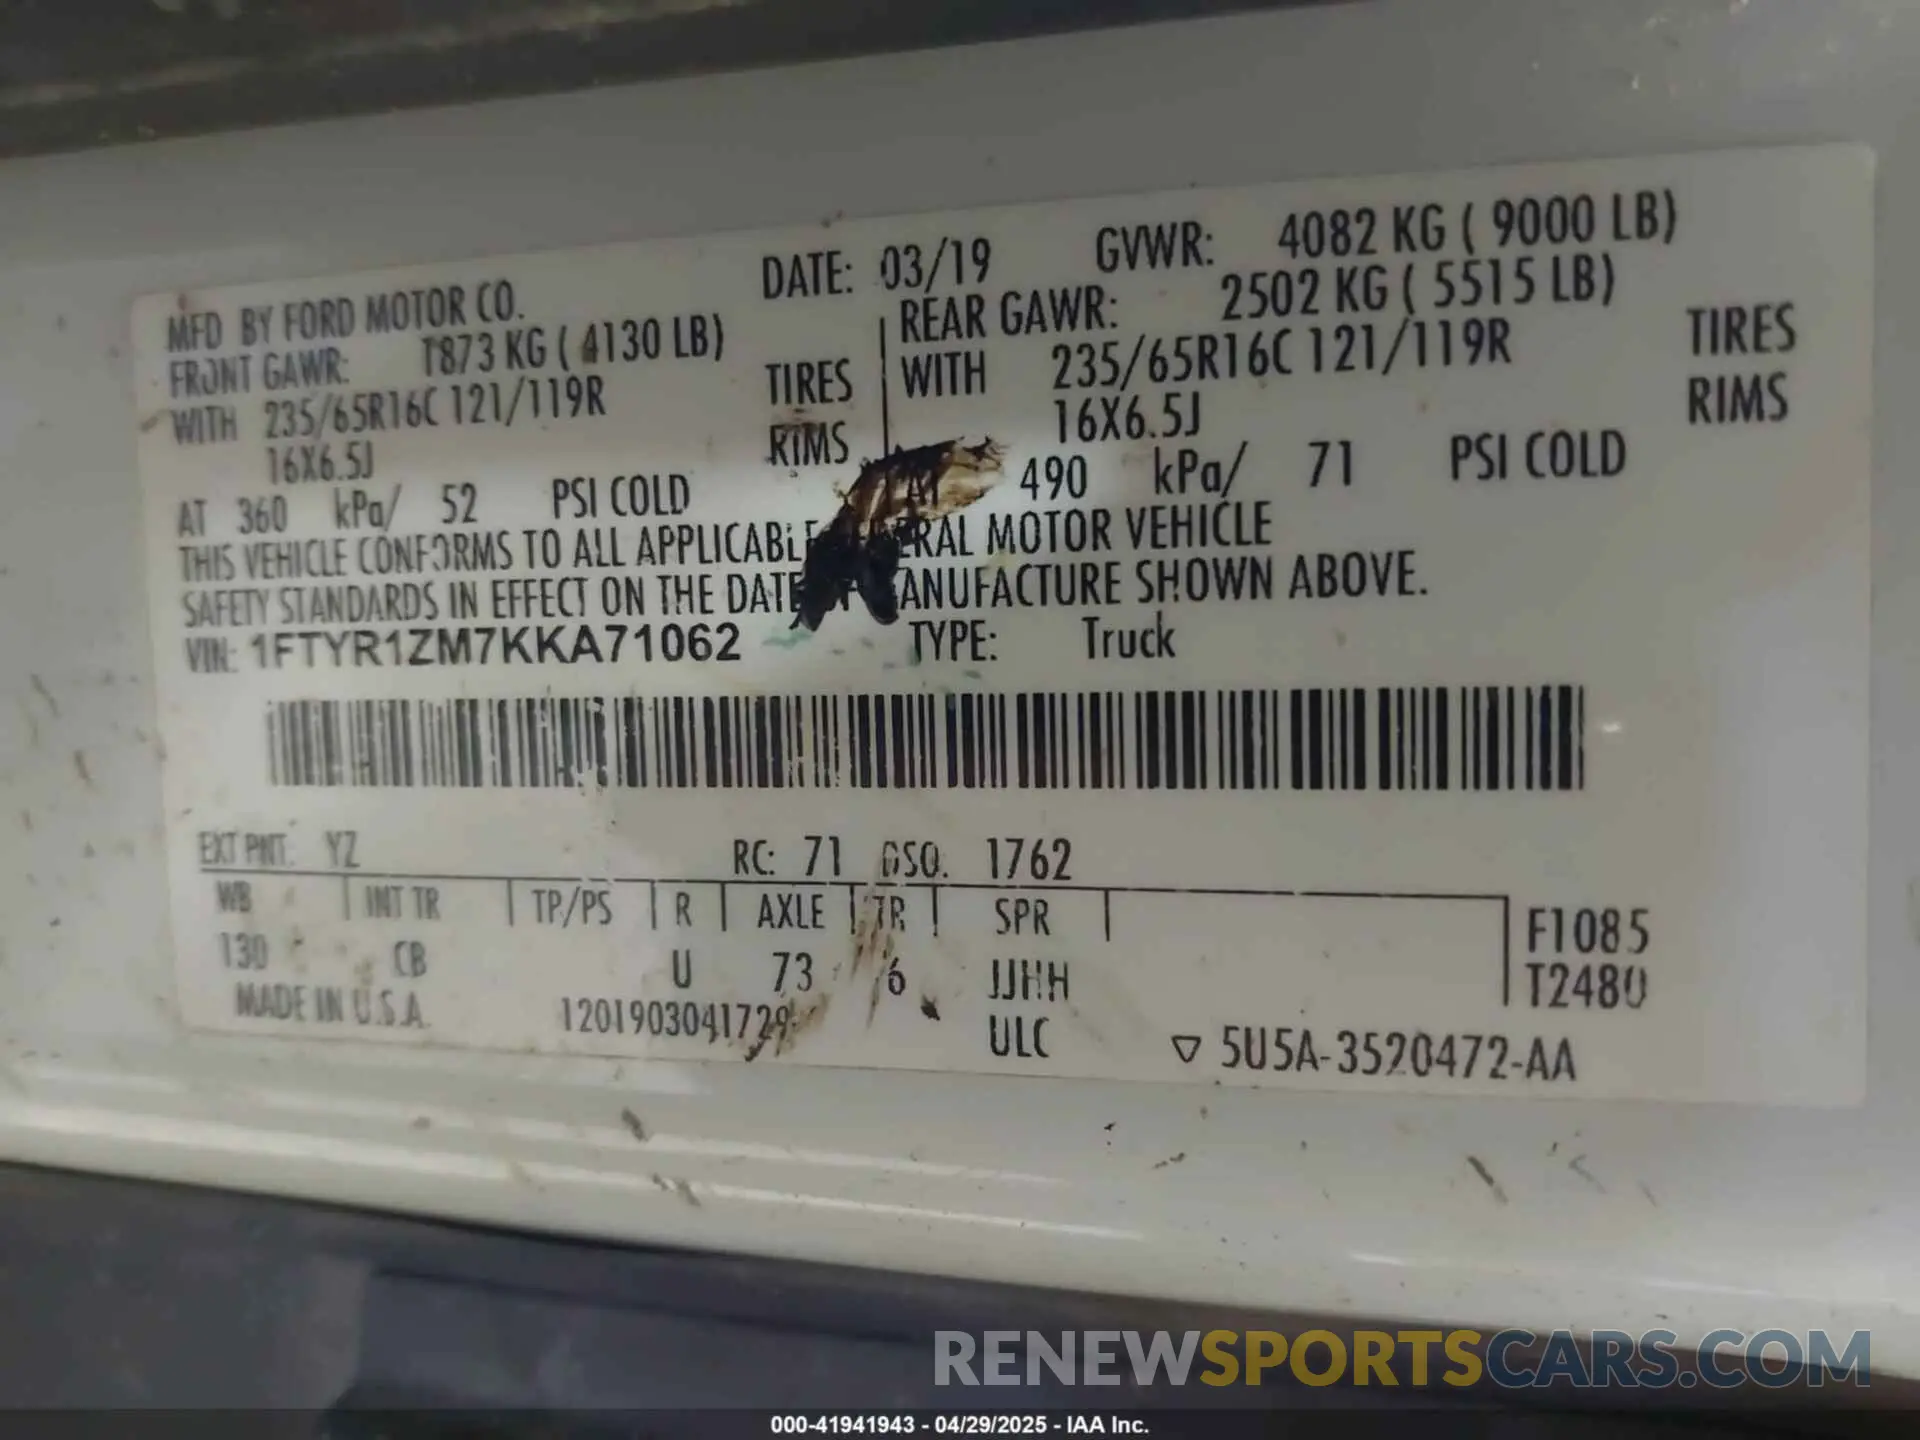 MFD BY FORD MOTOR CO. DATE: 03/19 GVWR: 4082 KG ( 9000 LB)
FRONT GAWR: 1873 KG ( 4130 LB) REAR GAWR: 2502 KG ( 5515 LB)
WITH 235/65R16C 121/119R TIRES WITH 235/65R16C 121/119R TIRES
16X6.5J RIMS 16X6.5J RIMS
AT 360 kPa/ 52 PSI COLD AT 490 kPa/ 71 PSI COLD
THIS VEHICLE CONFORMS TO ALL APPLICABLE FEDERAL MOTOR VEHICLE
SAFETY STANDARDS IN EFFECT ON THE DATE OF MANUFACTURE SHOWN ABOVE.
VIN: 1FTYR1ZM7KKA71062 TYPE: Truck
EXT PNT: YZ RC: 71 DSO: 1762
WB INT TR TP/PS R AXLE TR SPR F1085
130 CB U 73 6 JJHH T2480
MADE IN U.S.A. 1201903041729 ULC ▽ 5U5A-3520472-AA
RENEWSPORTSCARS.COM
000-41941943 - 04/29/2025 - IAA Inc.